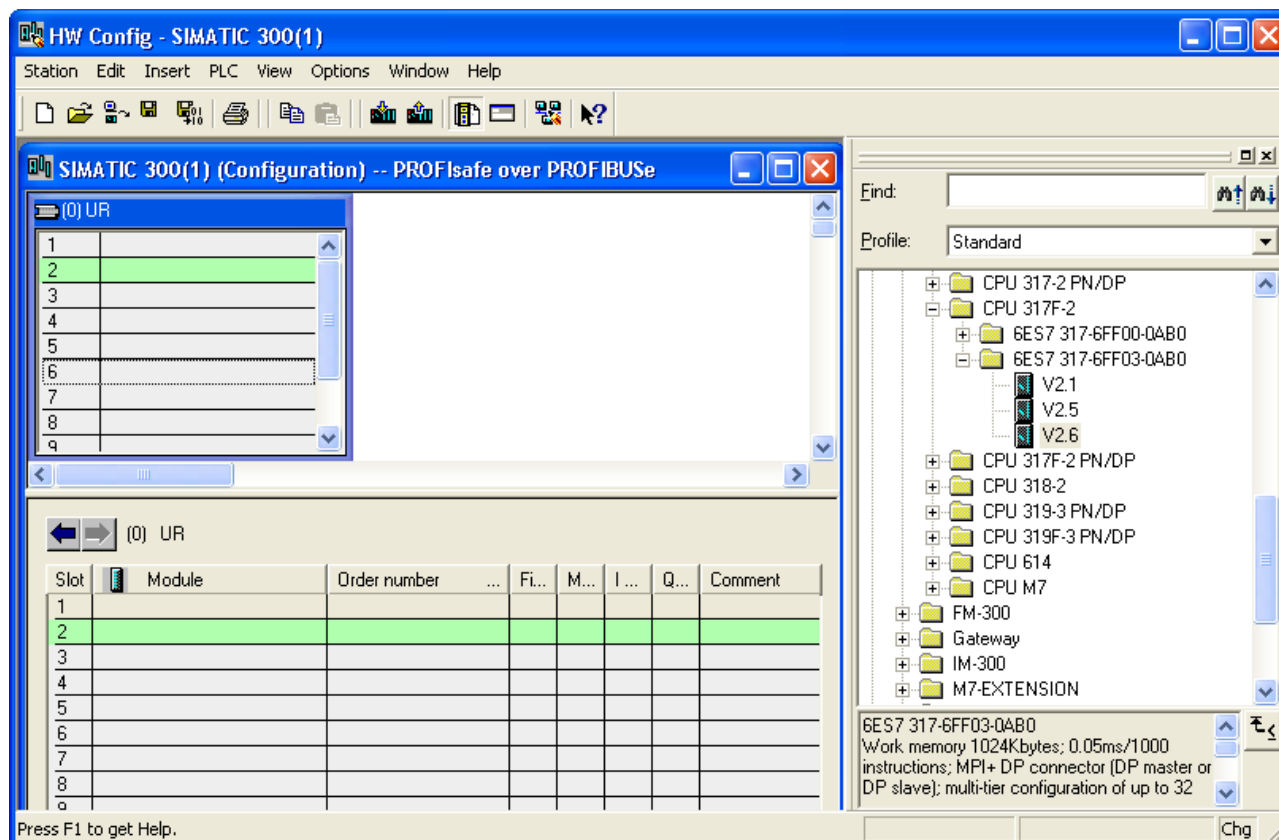 HW Config - SIMATIC 300(1)
Station Edit Insert PLC View Options Window Help
SIMATIC 300(1) (Configuration) -- PROFIsafe over PROFIBUSe
(0) UR
1
2
3
4
5
6
7
8
9
(0) UR
Slot Module Order number ... Fi... M... I ... Q... Comment
1
2
3
4
5
6
7
8
9
Find:
Profile: Standard
CPU 317-2 PN/DP
CPU 317F-2
6ES7 317-6FF00-0AB0
6ES7 317-6FF03-0AB0
V2.1
V2.5
V2.6
CPU 317F-2 PN/DP
CPU 318-2
CPU 319-3 PN/DP
CPU 319F-3 PN/DP
CPU 614
CPU M7
FM-300
Gateway
IM-300
M7-EXTENSION
6ES7 317-6FF03-0AB0
Work memory 1024Kbytes; 0.05ms/1000
instructions; MPI+ DP connector (DP master or
DP slave); multi-tier configuration of up to 32
Press F1 to get Help.
Chg